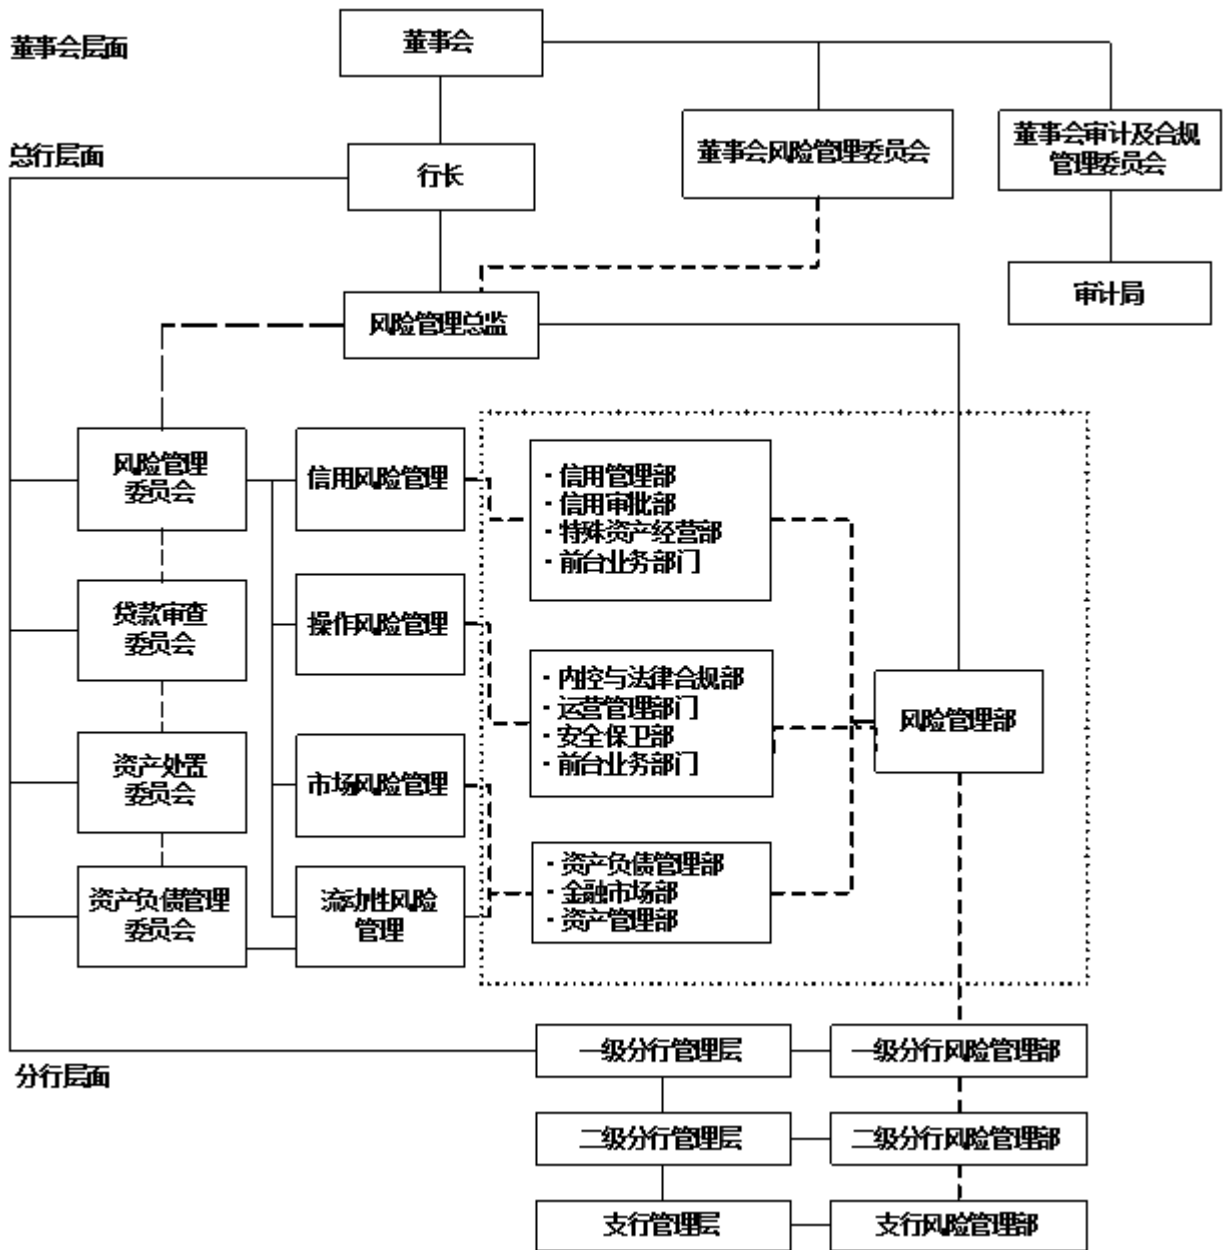 董事会层面
董事会
董事会风险管理委员会
董事会审计及合规
管理委员会
总行层面
行长
审计局
风险管理总监
风险管理
委员会
信用风险管理
·信用管理部
·信用审批部
·特殊资产经营部
·前台业务部门
贷款审查
委员会
操作风险管理
·内控与法律合规部
·运营管理部门
·安全保卫部
·前台业务部门
风险管理部
资产处置
委员会
市场风险管理
资产负债管理
委员会
流动性风险
管理
·资产负债管理部
·金融市场部
·资产管理部
分行层面
一级分行管理层
一级分行风险管理部
二级分行管理层
二级分行风险管理部
支行管理层
支行风险管理部